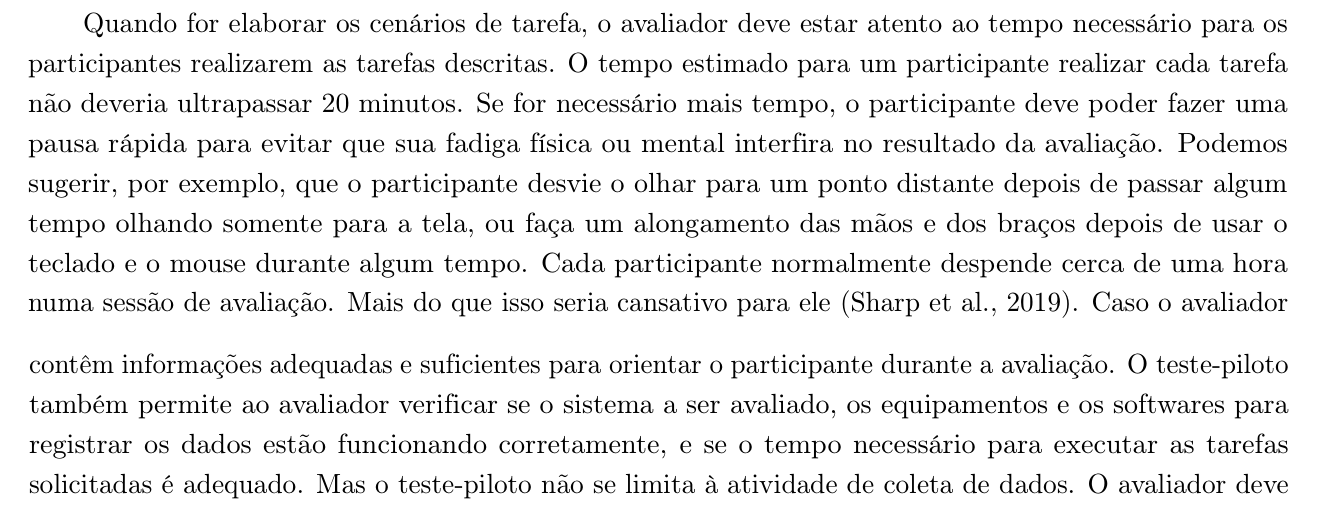 Quando for elaborar os cenários de tarefa, o avaliador deve estar atento ao tempo necessário para os
participantes realizarem as tarefas descritas. O tempo estimado para um participante realizar cada tarefa
não deveria ultrapassar 20 minutos. Se for necessário mais tempo, o participante deve poder fazer uma
pausa rápida para evitar que sua fadiga física ou mental interfira no resultado da avaliação. Podemos
sugerir, por exemplo, que o participante desvie o olhar para um ponto distante depois de passar algum
tempo olhando somente para a tela, ou faça um alongamento das mãos e dos braços depois de usar o
teclado e o mouse durante algum tempo. Cada participante normalmente despende cerca de uma hora
numa sessão de avaliação. Mais do que isso seria cansativo para ele (Sharp et al., 2019). Caso o avaliador
contêm informações adequadas e suficientes para orientar o participante durante a avaliação. O teste-piloto
também permite ao avaliador verificar se o sistema a ser avaliado, os equipamentos e os softwares para
registrar os dados estão funcionando corretamente, e se o tempo necessário para executar as tarefas
solicitadas é adequado. Mas o teste-piloto não se limita à atividade de coleta de dados. O avaliador deve